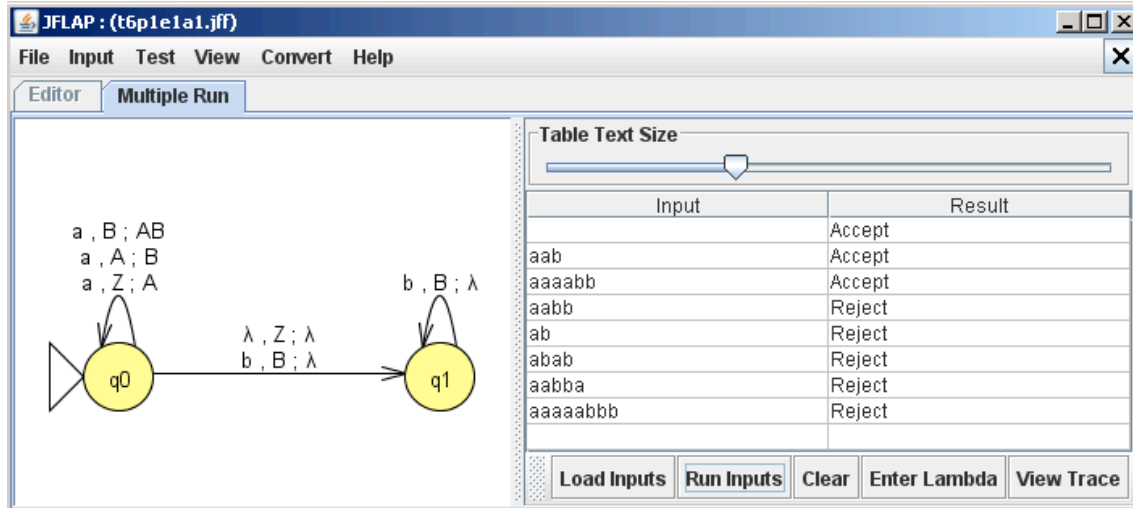 JFLAP : (t6p1e1a1.jff)
File Input Test View Convert Help
Editor Multiple Run
a , B ; AB
a , A ; B
a , Z ; A
b , B ; λ
λ , Z ; λ
b , B ; λ
q0
q1
Table Text Size
Input Result
Accept
aab Accept
aaaabb Accept
aabb Reject
ab Reject
abab Reject
aabba Reject
aaaaabbb Reject
Load Inputs Run Inputs Clear Enter Lambda View Trace